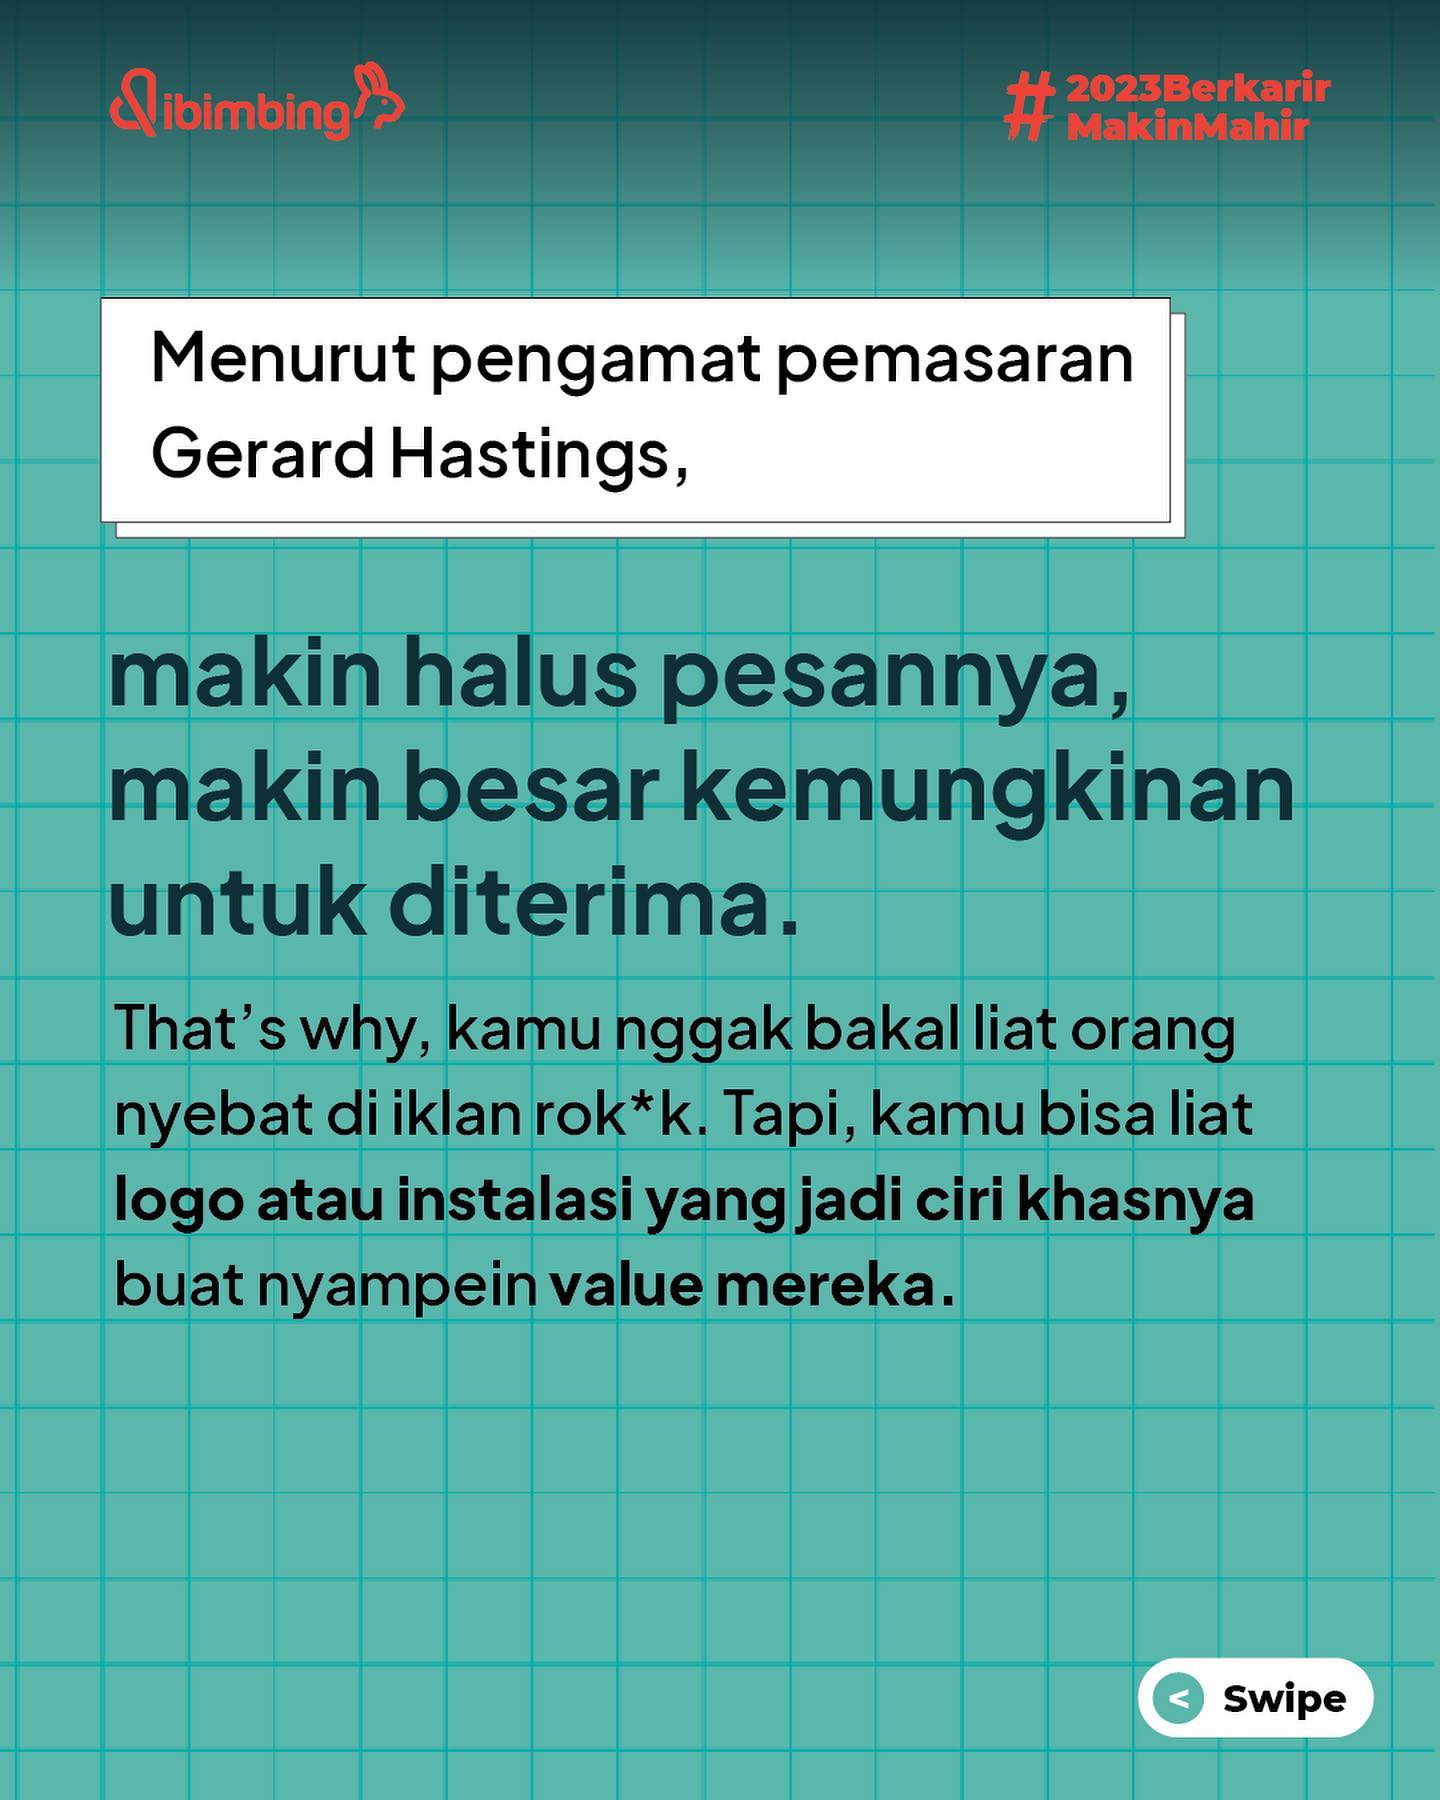 dibimbing
#2023Berkarir
MakinMahir
Menurut pengamat pemasaran
Gerard Hastings,
makin halus pesannya,
makin besar kemungkinan
untuk diterima.
That’s why, kamu nggak bakal liat orang
nyebat di iklan rok*k. Tapi, kamu bisa liat
logo atau instalasi yang jadi ciri khasnya
buat nyampein value mereka.
< Swipe